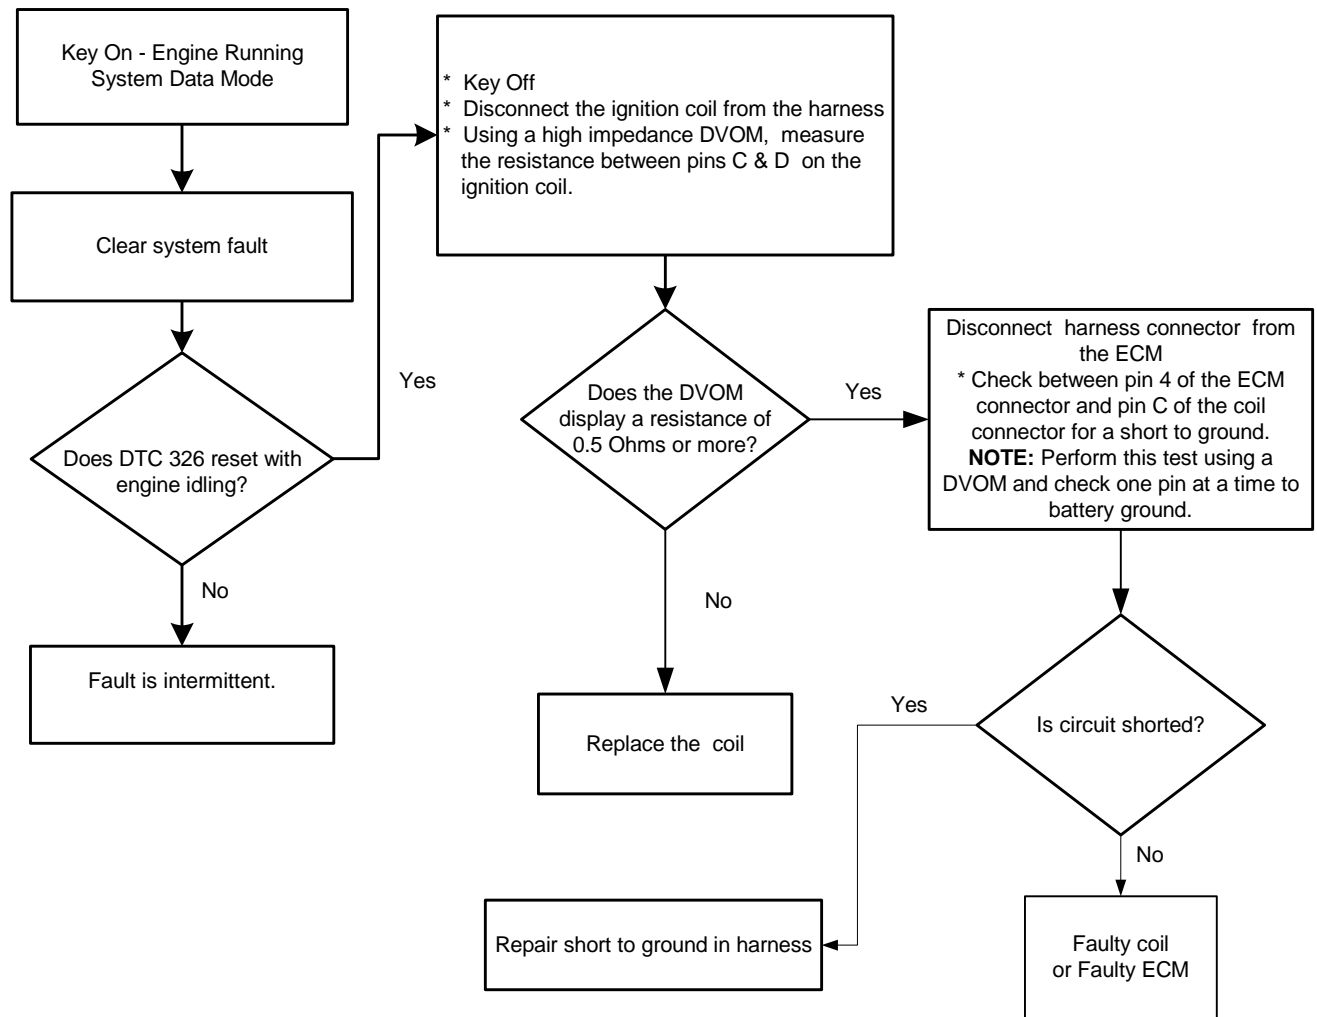 Key On - Engine Running
System Data Mode
Clear system fault
Does DTC 326 reset with
engine idling?
Yes
No
Fault is intermittent.
* Key Off
* Disconnect the ignition coil from the harness
* Using a high impedance DVOM, measure
the resistance between pins C & D on the
ignition coil.
Does the DVOM
display a resistance of
0.5 Ohms or more?
Yes
No
Replace the coil
Disconnect harness connector from
the ECM
* Check between pin 4 of the ECM
connector and pin C of the coil
connector for a short to ground.
NOTE: Perform this test using a
DVOM and check one pin at a time to
battery ground.
Is circuit shorted?
Yes
No
Repair short to ground in harness
Faulty coil
or Faulty ECM